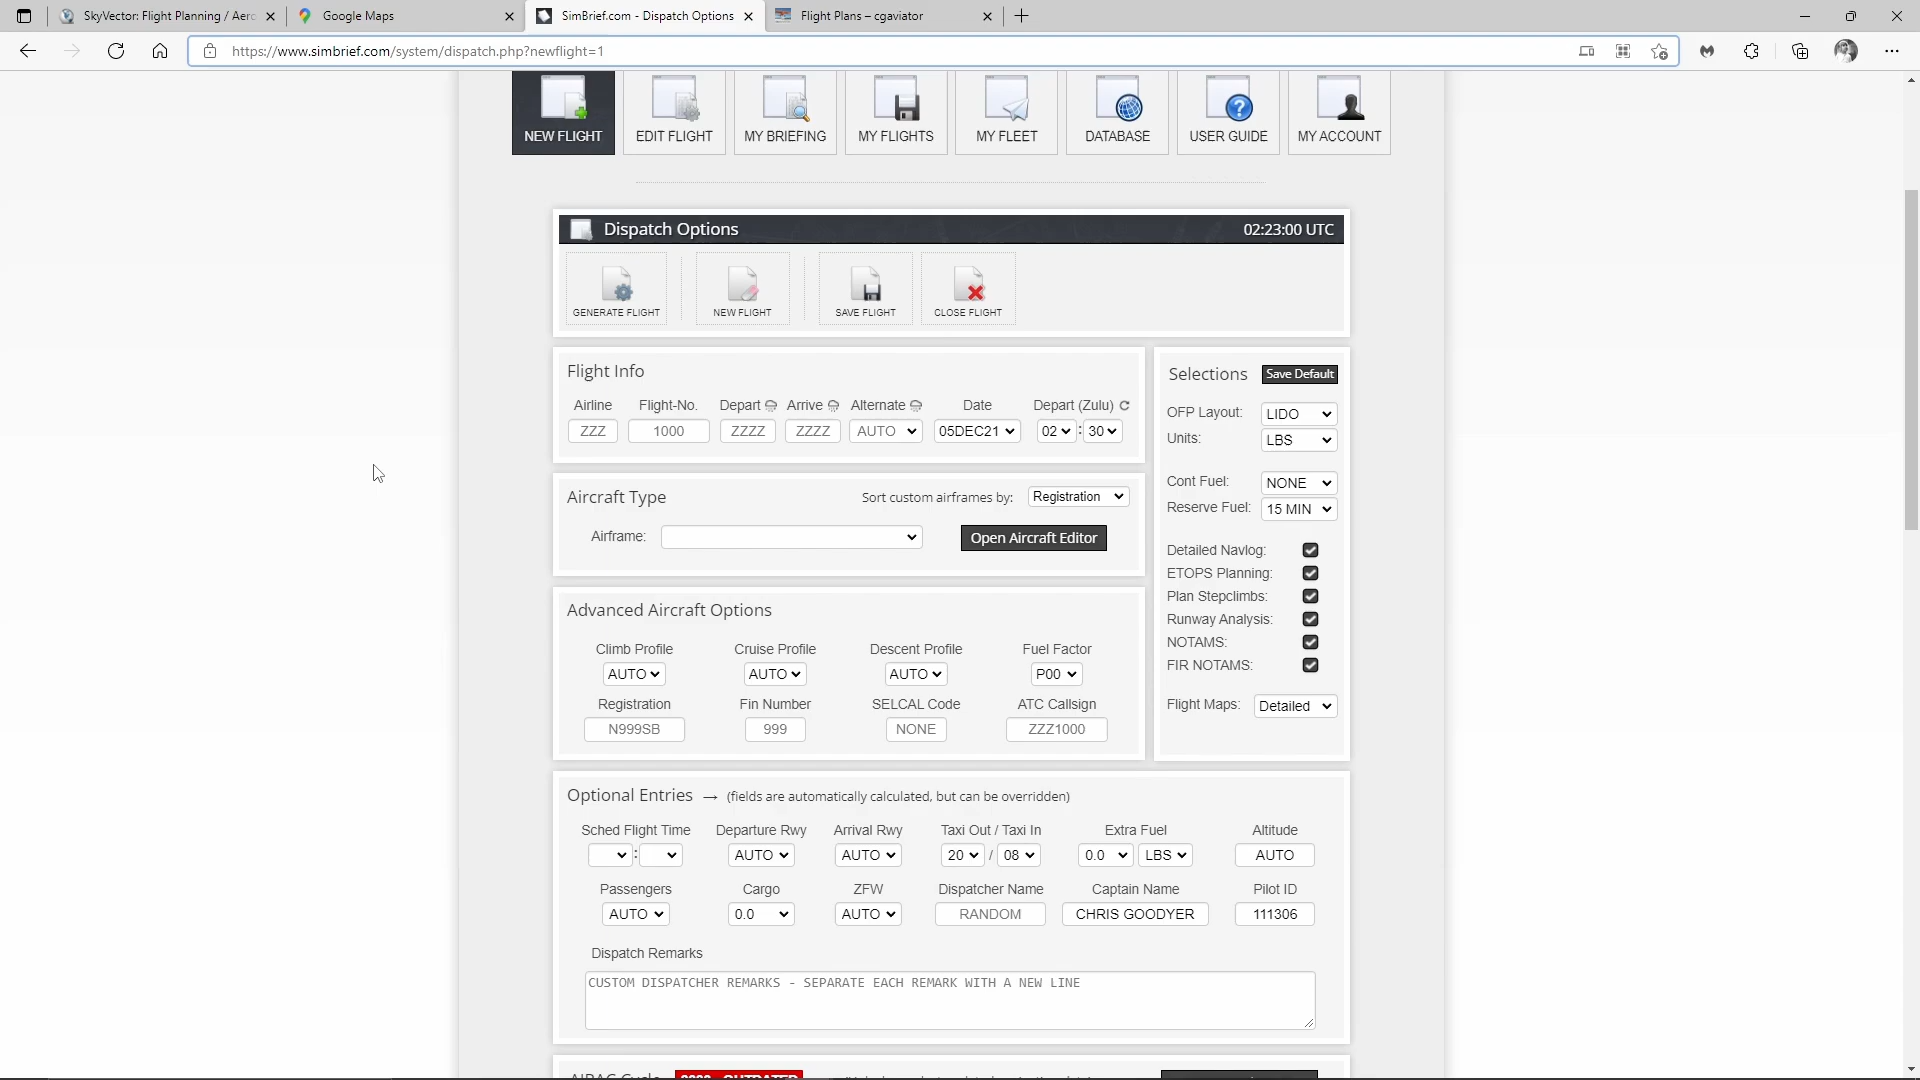 SkyVector: Flight Planning / Aero
Google Maps
SimBrief.com - Dispatch Options
Flight Plans – cgaviator
https://www.simbrief.com/system/dispatch.php?newflight=1
NEW FLIGHT
EDIT FLIGHT
MY BRIEFING
MY FLIGHTS
MY FLEET
DATABASE
USER GUIDE
MY ACCOUNT
Dispatch Options
02:23:00 UTC
GENERATE FLIGHT
NEW FLIGHT
SAVE FLIGHT
CLOSE FLIGHT
Flight Info
Airline Flight-No. Depart Arrive Alternate Date Depart (Zulu)
ZZZ 1000 ZZZZ ZZZZ AUTO 05DEC21 02 : 30
Aircraft Type
Sort custom airframes by: Registration
Airframe:
Open Aircraft Editor
Advanced Aircraft Options
Climb Profile Cruise Profile Descent Profile Fuel Factor
AUTO AUTO AUTO P00
Registration Fin Number SELCAL Code ATC Callsign
N999SB 999 NONE ZZZ1000
Selections Save Default
OFP Layout: LIDO
Units: LBS
Cont Fuel: NONE
Reserve Fuel: 15 MIN
Detailed Navlog:
ETOPS Planning:
Plan Stepclimbs:
Runway Analysis:
NOTAMS:
FIR NOTAMS:
Flight Maps: Detailed
Optional Entries → (fields are automatically calculated, but can be overridden)
Sched Flight Time Departure Rwy Arrival Rwy Taxi Out / Taxi In Extra Fuel Altitude
: AUTO AUTO 20 / 08 0.0 LBS AUTO
Passengers Cargo ZFW Dispatcher Name Captain Name Pilot ID
AUTO 0.0 AUTO RANDOM CHRIS GOODYER 111306
Dispatch Remarks
CUSTOM DISPATCHER REMARKS - SEPARATE EACH REMARK WITH A NEW LINE